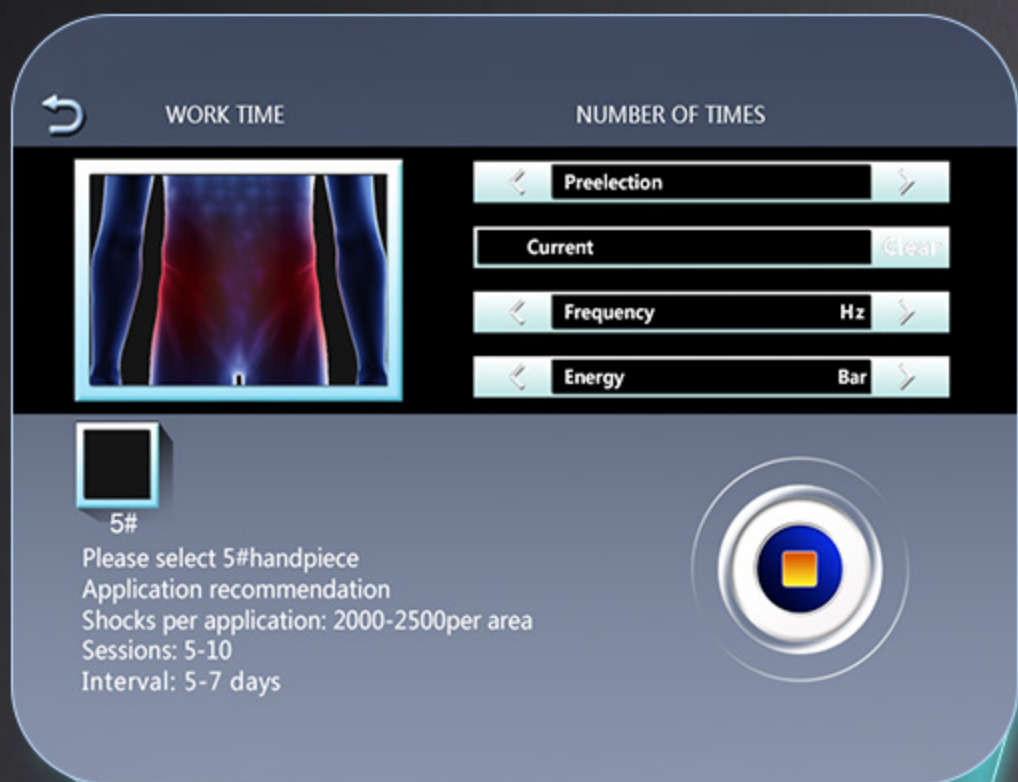 WORK TIME
NUMBER OF TIMES
Preelection
Current
Clear
Frequency Hz
Energy Bar
5#
Please select 5#handpiece
Application recommendation
Shocks per application: 2000-2500per area
Sessions: 5-10
Interval: 5-7 days